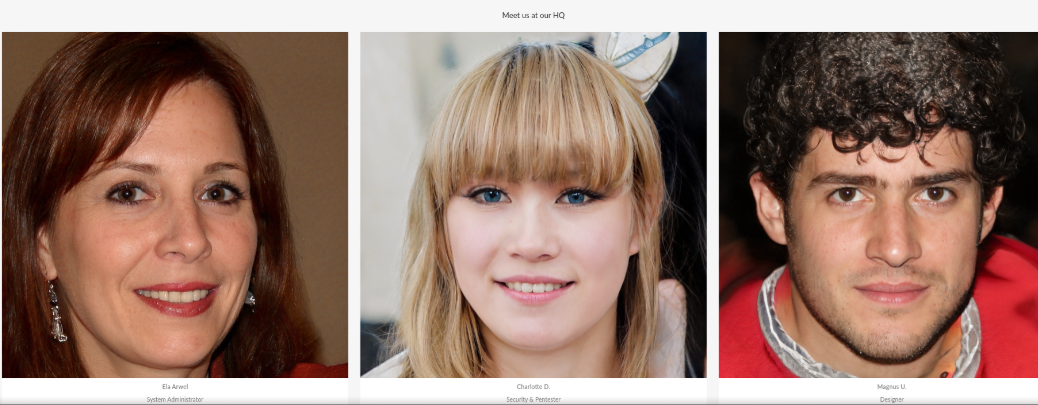 Meet us at our HQ
Ela Arwel
Charlotte D.
Magnus U.
System Administrator
Security & Pentester
Designer